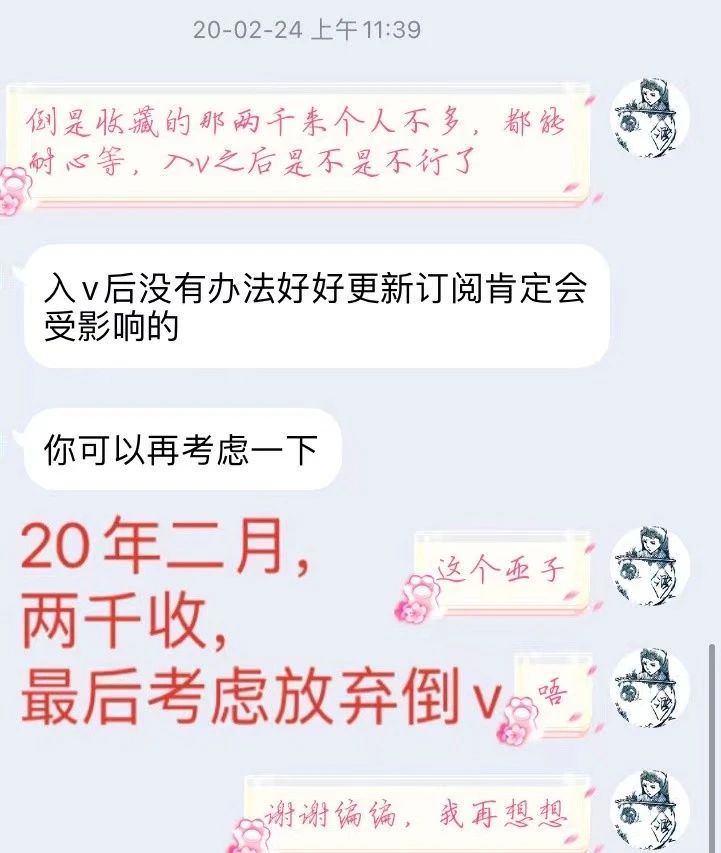 20-02-24 上午11:39
倒是收藏的那两千来个人不多，都能
耐心等，入v之后是不是不行了
入v后没有办法好好更新订阅肯定会
受影响的
你可以再考虑一下
20年二月，
两千收，
最后考虑放弃倒v
这个亚子
唔
谢谢编编，我再想想